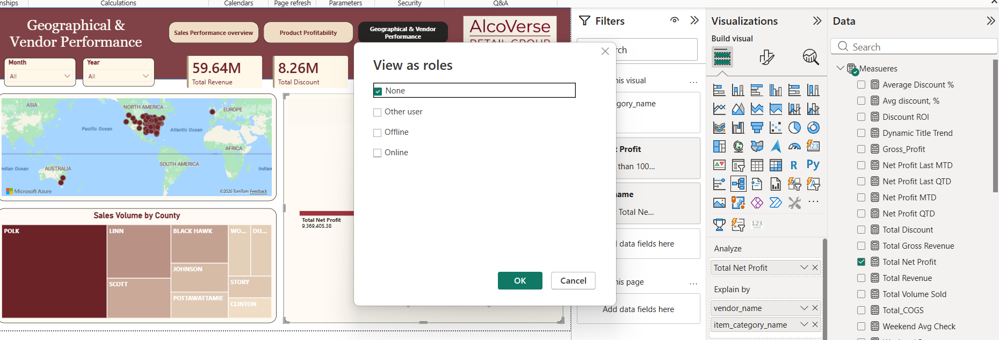 nships
Calculations
Calendars
Page refresh
Parameters
Security
Q&A
Geographical &
Vendor Performance
Sales Performance overview
Product Profitability
Geographical & Vendor
Performance
AlcoVerse
RETAIL GROUP
Month
All
Year
All
59.64M
Total Revenue
8.26M
Total Discount
ASIA
NORTH AMERICA
EUROPE
Pacific Ocean
Atlantic Ocean
AFRICA
SOUTH AMERICA
ndian Ocean
AUSTRALIA
Indian
Microsoft Azure
©2026 TomTom Feedback
Sales Volume by County
POLK
LINN
BLACK HAWK
WO...
DU...
SCOTT
JOHNSON
STORY
POTTAWATTAMIE
CLINTON
Total Net Profit
9,369,405.38
View as roles
None
Other user
Offline
Online
OK
Cancel
Filters
rch
his visual
...
gory_name
t Profit
than 100...
ame
Total Ne...
d data fields here
his page
...
Add data fields here
Visualizations
Build visual
123
R
Py
...
123
Analyze
Total Net Profit
Explain by
vendor_name
item_category_name
Data
Search
Measueres
Average Discount %
Avg discount, %
Discount ROI
Dynamic Title Trend
Gross_Profit
Net Profit Last MTD
Net Profit Last QTD
Net Profit MTD
Net Profit QTD
Total Discount
Total Gross Revenue
Total Net Profit
Total Revenue
Total Volume Sold
Total_COGS
Weekend Avg Check